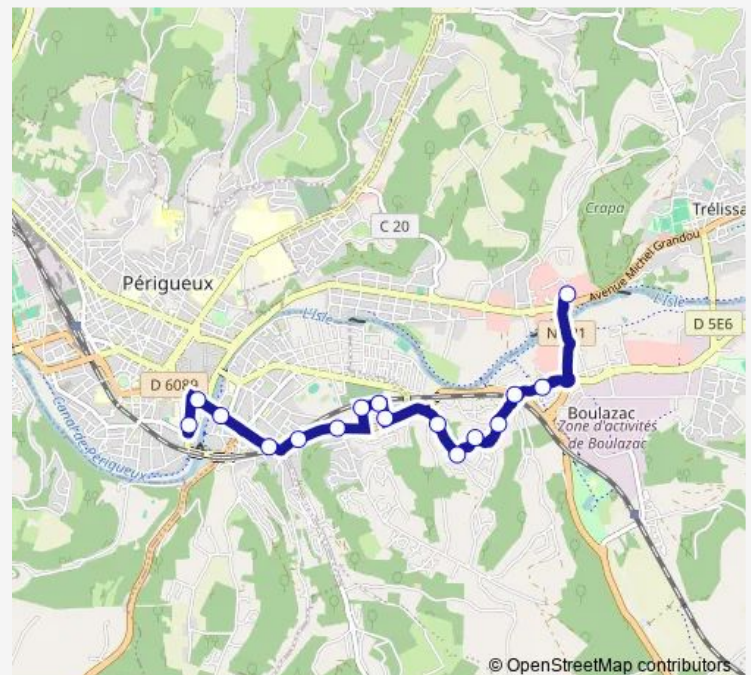 Crapa
Trélissa
C 20
Avenue Michel Grandou
Périgueux
L'Isle
L'Isle
D 5E6
D 6089
Boulazac
Zone d'activités
de Boulazac
Canal de Périgueux
© OpenStreetMap contributors